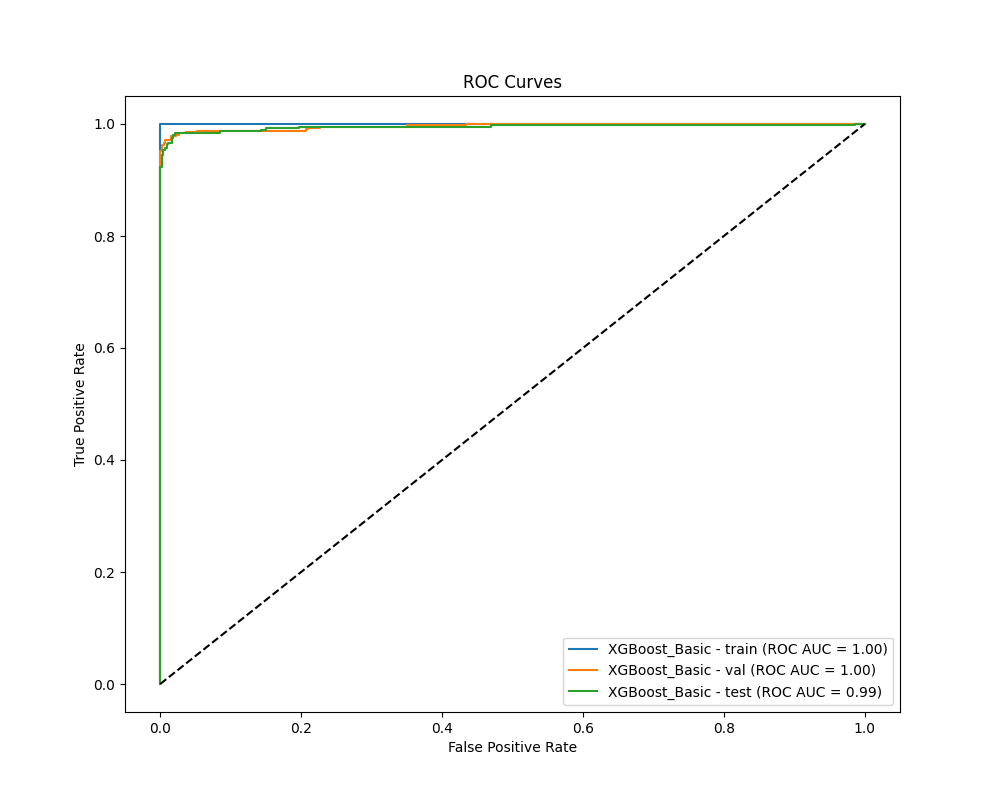 ROC Curves
True Positive Rate
1.0
0.8
0.6
0.4
0.2
0.0
0.0 0.2 0.4 0.6 0.8 1.0
False Positive Rate
XGBoost_Basic - train (ROC AUC = 1.00)
XGBoost_Basic - val (ROC AUC = 1.00)
XGBoost_Basic - test (ROC AUC = 0.99)